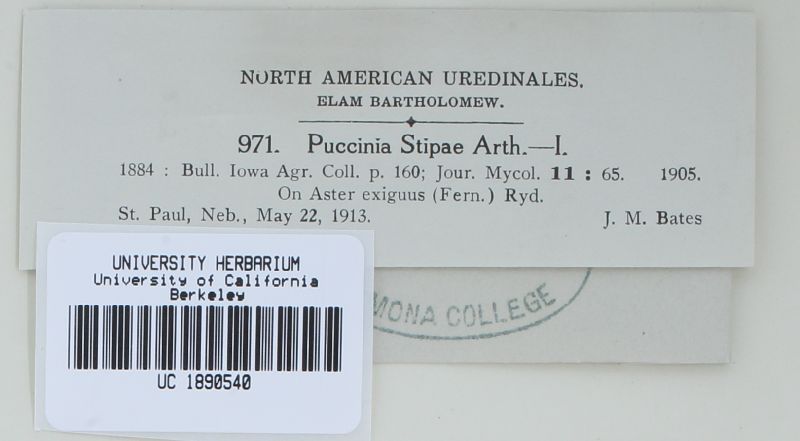 NORTH AMERICAN UREDINALES.
ELAM BARTHOLOMEW.
971. Puccinia Stipae Arth.—I.
1884 : Bull. Iowa Agr. Coll. p. 160; Jour. Mycol. 11 : 65. 1905.
On Aster exiguus (Fern.) Ryd.
St. Paul, Neb., May 22, 1913. J. M. Bates
UNIVERSITY HERBARIUM
University of California
Berkeley
UC 1890540
MONA COLLEGE